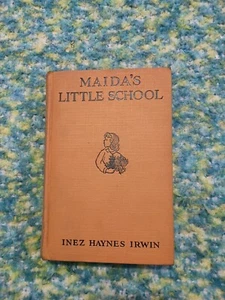 MAIDA'S
LITTLE SCHOOL
INEZ HAYNES IRWIN